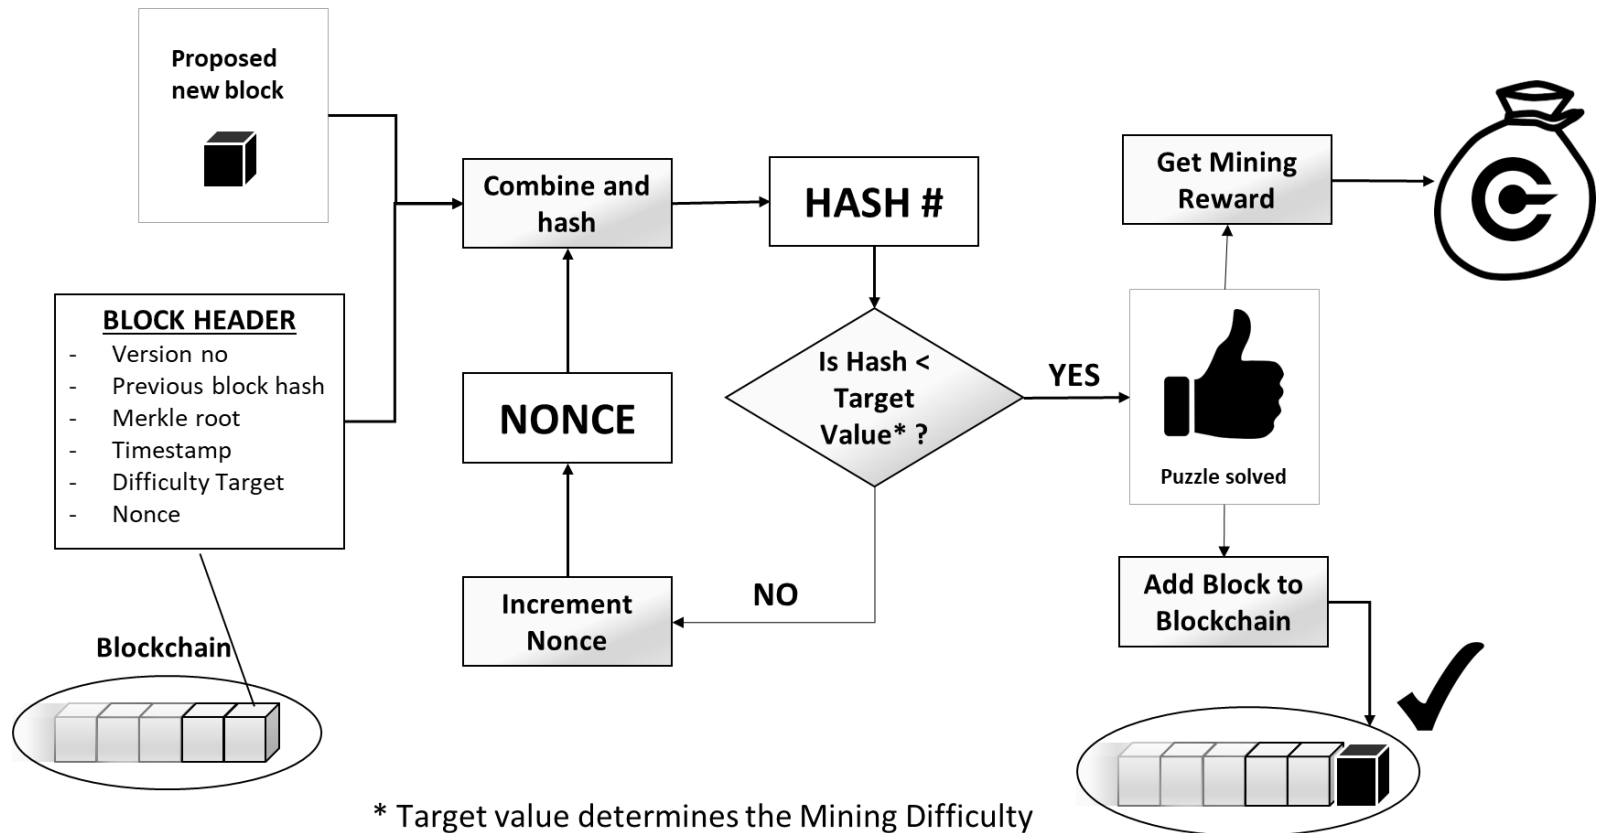 Proposed
new block
BLOCK HEADER
- Version no
- Previous block hash
- Merkle root
- Timestamp
- Difficulty Target
- Nonce
Blockchain
Combine and
hash
NONCE
Increment
Nonce
HASH #
Is Hash <
Target
Value* ?
NO
YES
Get Mining
Reward
Puzzle solved
Add Block to
Blockchain
* Target value determines the Mining Difficulty